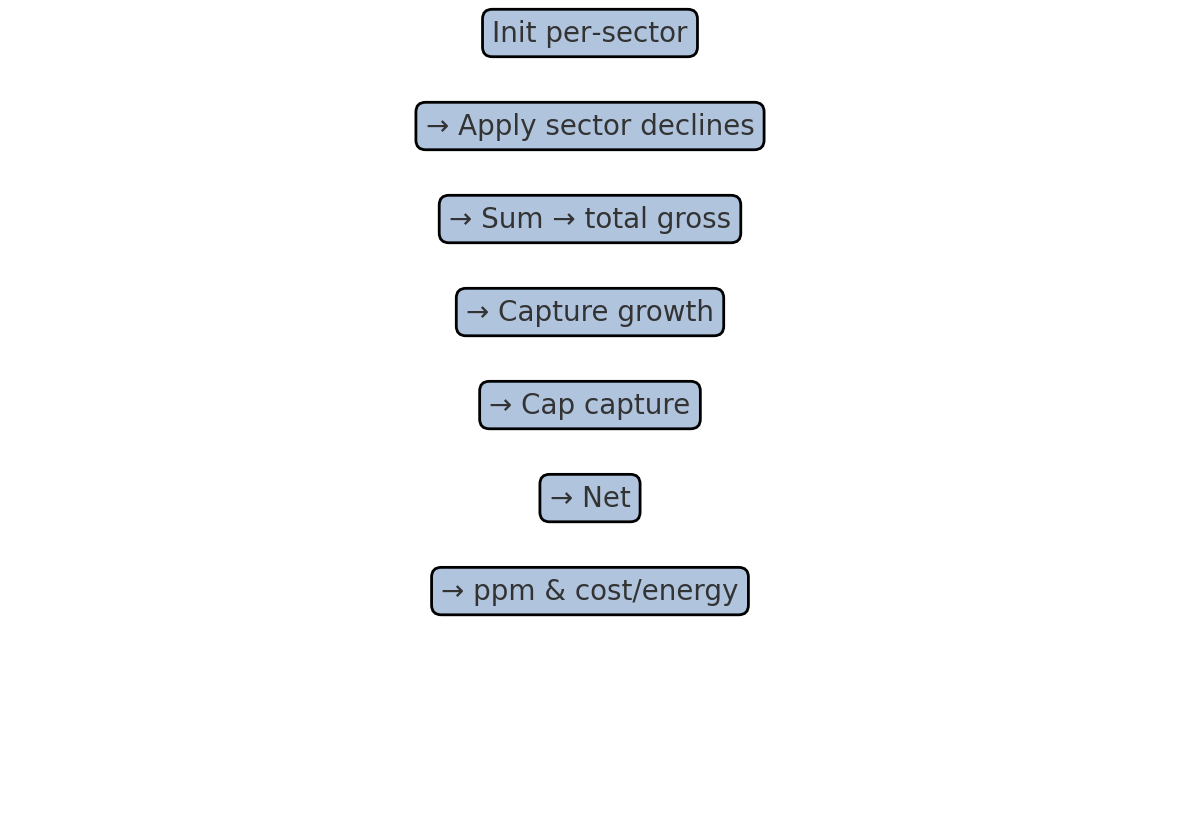 Init per-sector
→ Apply sector declines
→ Sum → total gross
→ Capture growth
→ Cap capture
→ Net
→ ppm & cost/energy